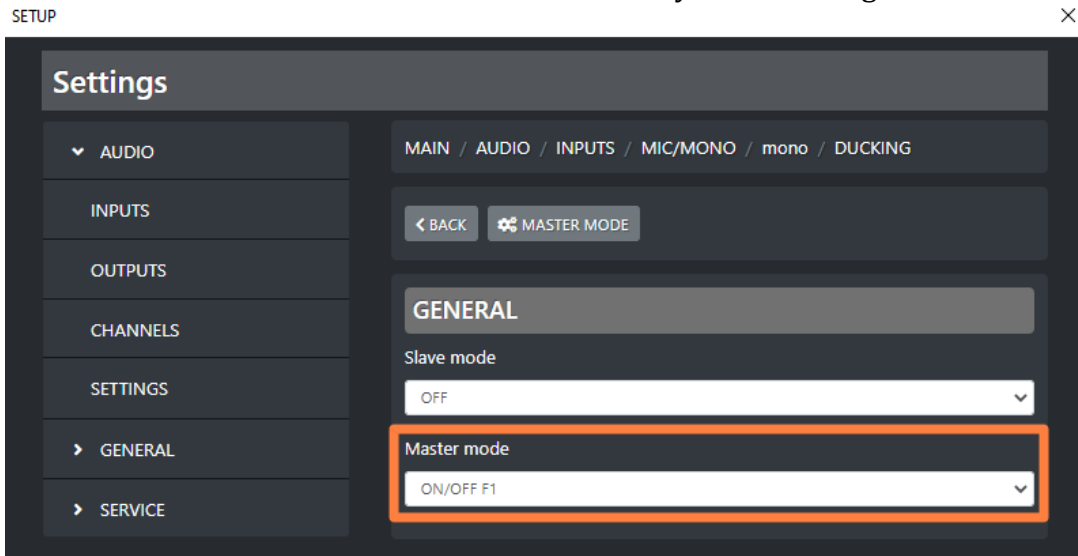 SETUP
Settings
AUDIO
INPUTS
OUTPUTS
CHANNELS
SETTINGS
GENERAL
SERVICE
MAIN / AUDIO / INPUTS / MIC/MONO / mono / DUCKING
BACK MASTER MODE
GENERAL
Slave mode
OFF
Master mode
ON/OFF F1